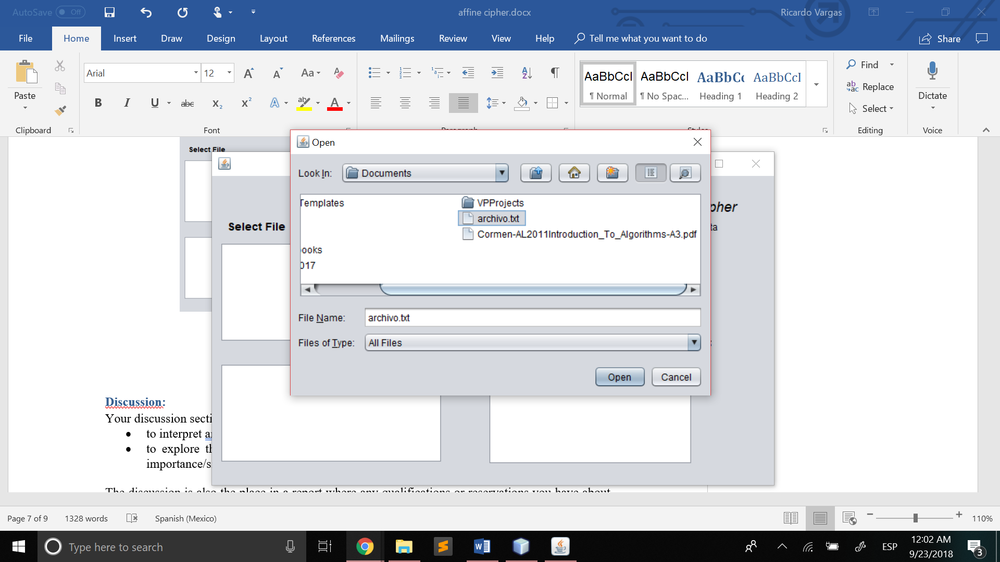 AutoSave Off
affine cipher.docx
Ricardo Vargas
File Home Insert Draw Design Layout References Mailings Review View Help Tell me what you want to do
Share
Arial 12
Aa
Paste
B I U abc x₂ x² A ab A
AaBbCcI AaBbCcI AaBbC AaBbCcI
¶ Normal ¶ No Spac... Heading 1 Heading 2
Find
Replace
Select
Dictate
Clipboard Font Editing Voice
Select File
Open
Look In: Documents
Templates
VPProjects
archivo.txt
Cormen-AL2011Introduction_To_Algorithms-A3.pdf
ooks
017
File Name: archivo.txt
Files of Type: All Files
Open Cancel
pher
ta
Select File
Discussion:
Your discussion secti
• to interpret a
• to explore th
importance/s
The discussion is also the place in a report where any qualifications or reservations you have about
Page 7 of 9 1328 words Spanish (Mexico)
110%
Type here to search
ESP
12:02 AM
9/23/2018
3